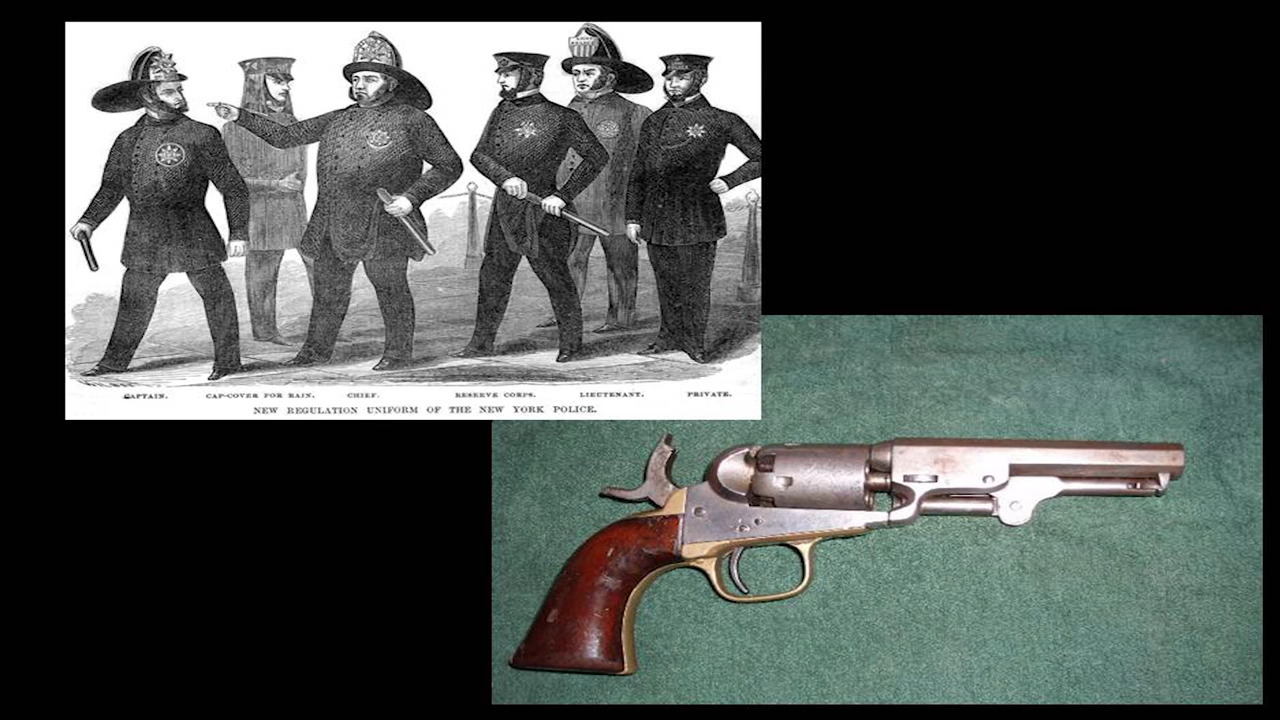 CAPTAIN. CAP-COVER FOR RAIN. CHIEF. RESERVE CORPS. LIEUTENANT. PRIVATE.
NEW REGULATION UNIFORM OF THE NEW YORK POLICE.